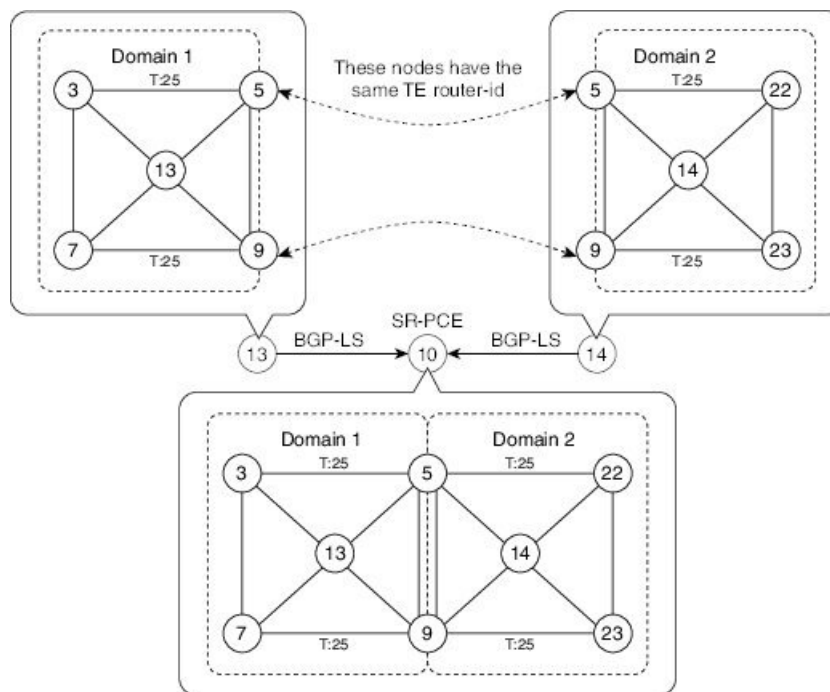 Domain 1
T:25
3
5
13
7
9
T:25
These nodes have the
same TE router-id
Domain 2
T:25
5
22
14
9
23
T:25
SR-PCE
13
BGP-LS
10
BGP-LS
14
Domain 1
T:25
Domain 2
T:25
3
5
22
13
14
7
9
23
T:25
T:25